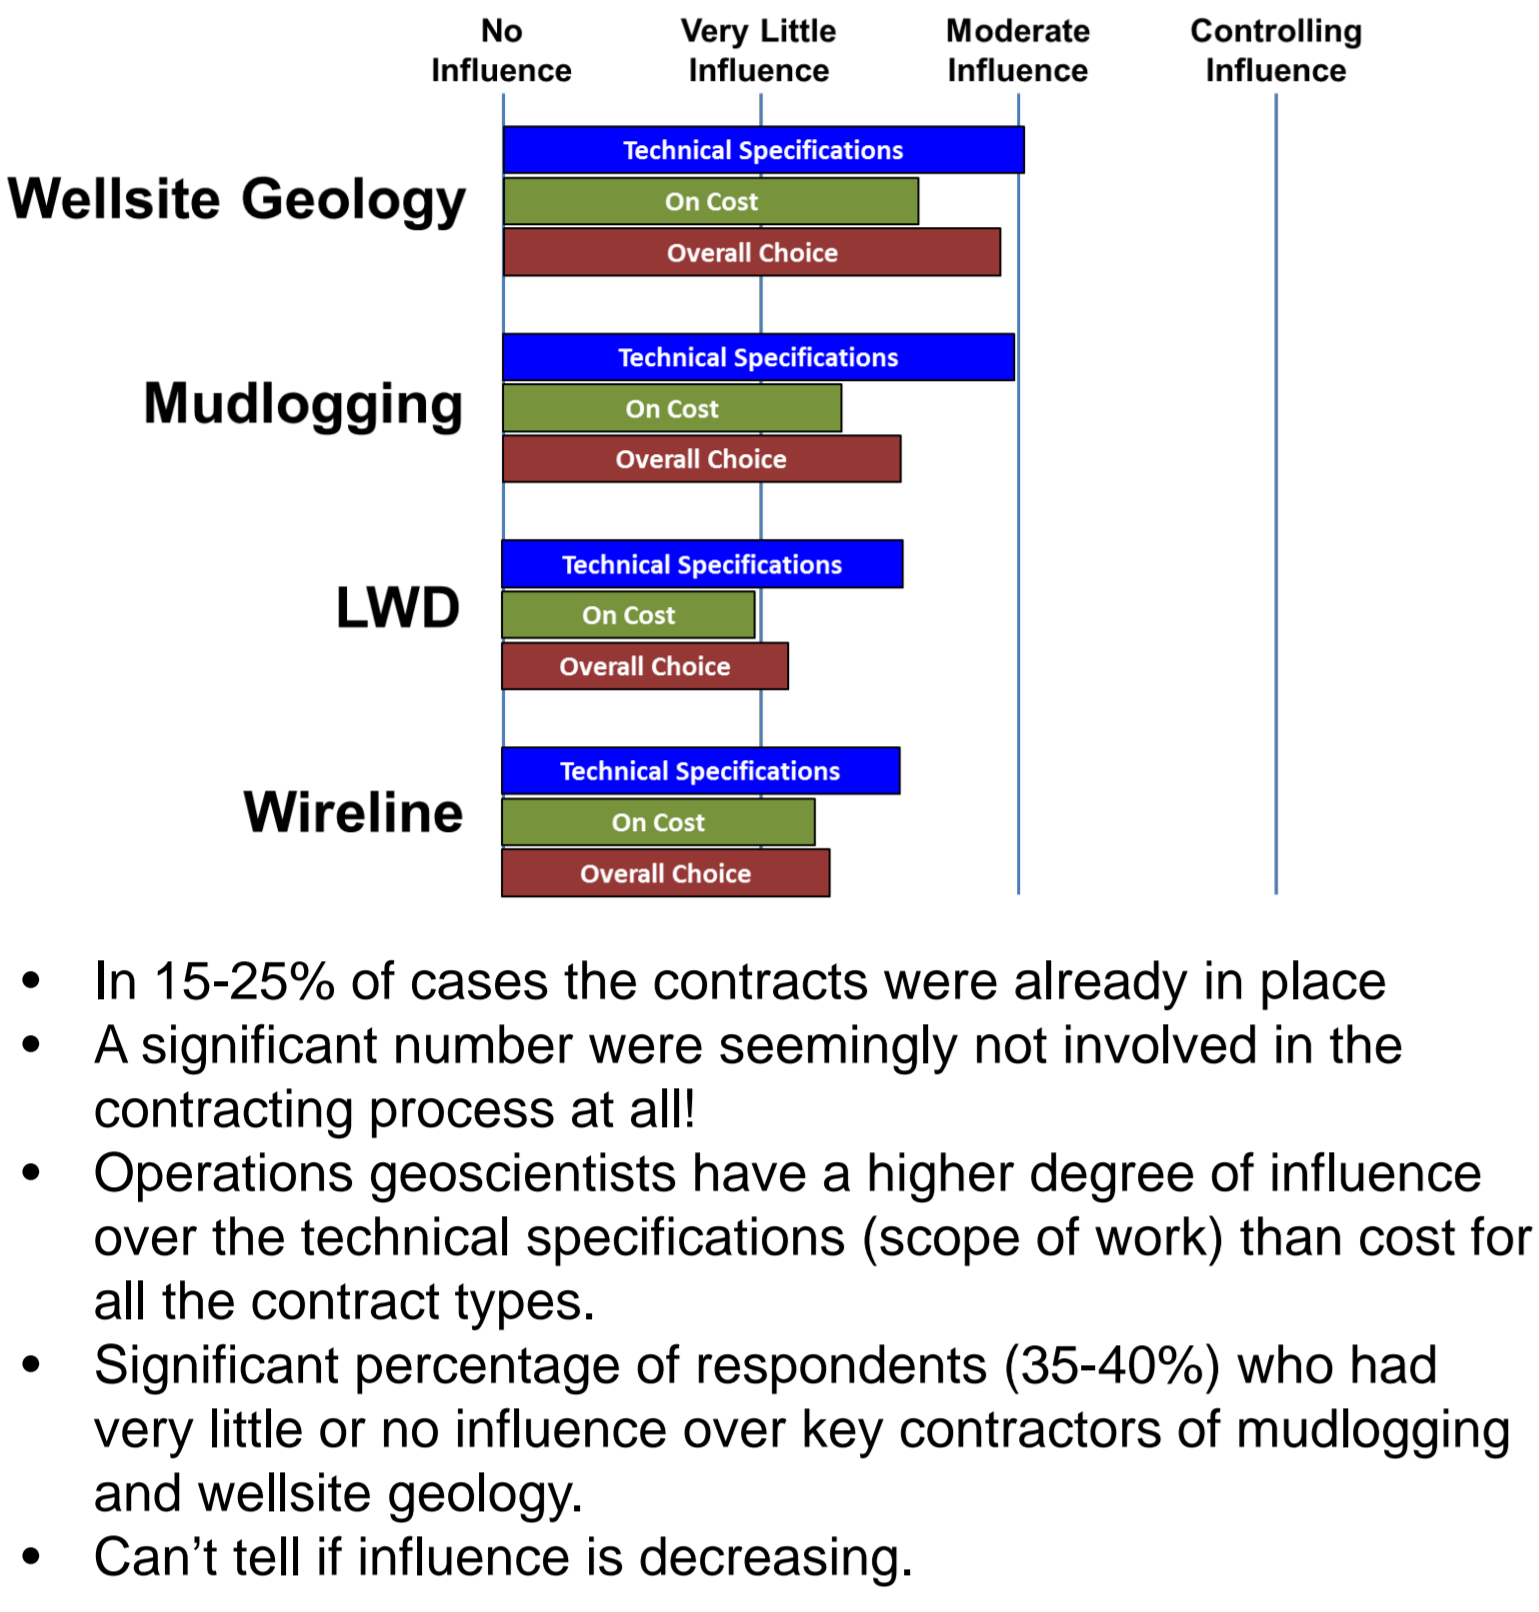 No Influence
Very Little Influence
Moderate Influence
Controlling Influence
Wellsite Geology
Technical Specifications
On Cost
Overall Choice
Mudlogging
Technical Specifications
On Cost
Overall Choice
LWD
Technical Specifications
On Cost
Overall Choice
Wireline
Technical Specifications
On Cost
Overall Choice
• In 15-25% of cases the contracts were already in place
• A significant number were seemingly not involved in the
contracting process at all!
• Operations geoscientists have a higher degree of influence
over the technical specifications (scope of work) than cost for
all the contract types.
• Significant percentage of respondents (35-40%) who had
very little or no influence over key contractors of mudlogging
and wellsite geology.
• Can’t tell if influence is decreasing.